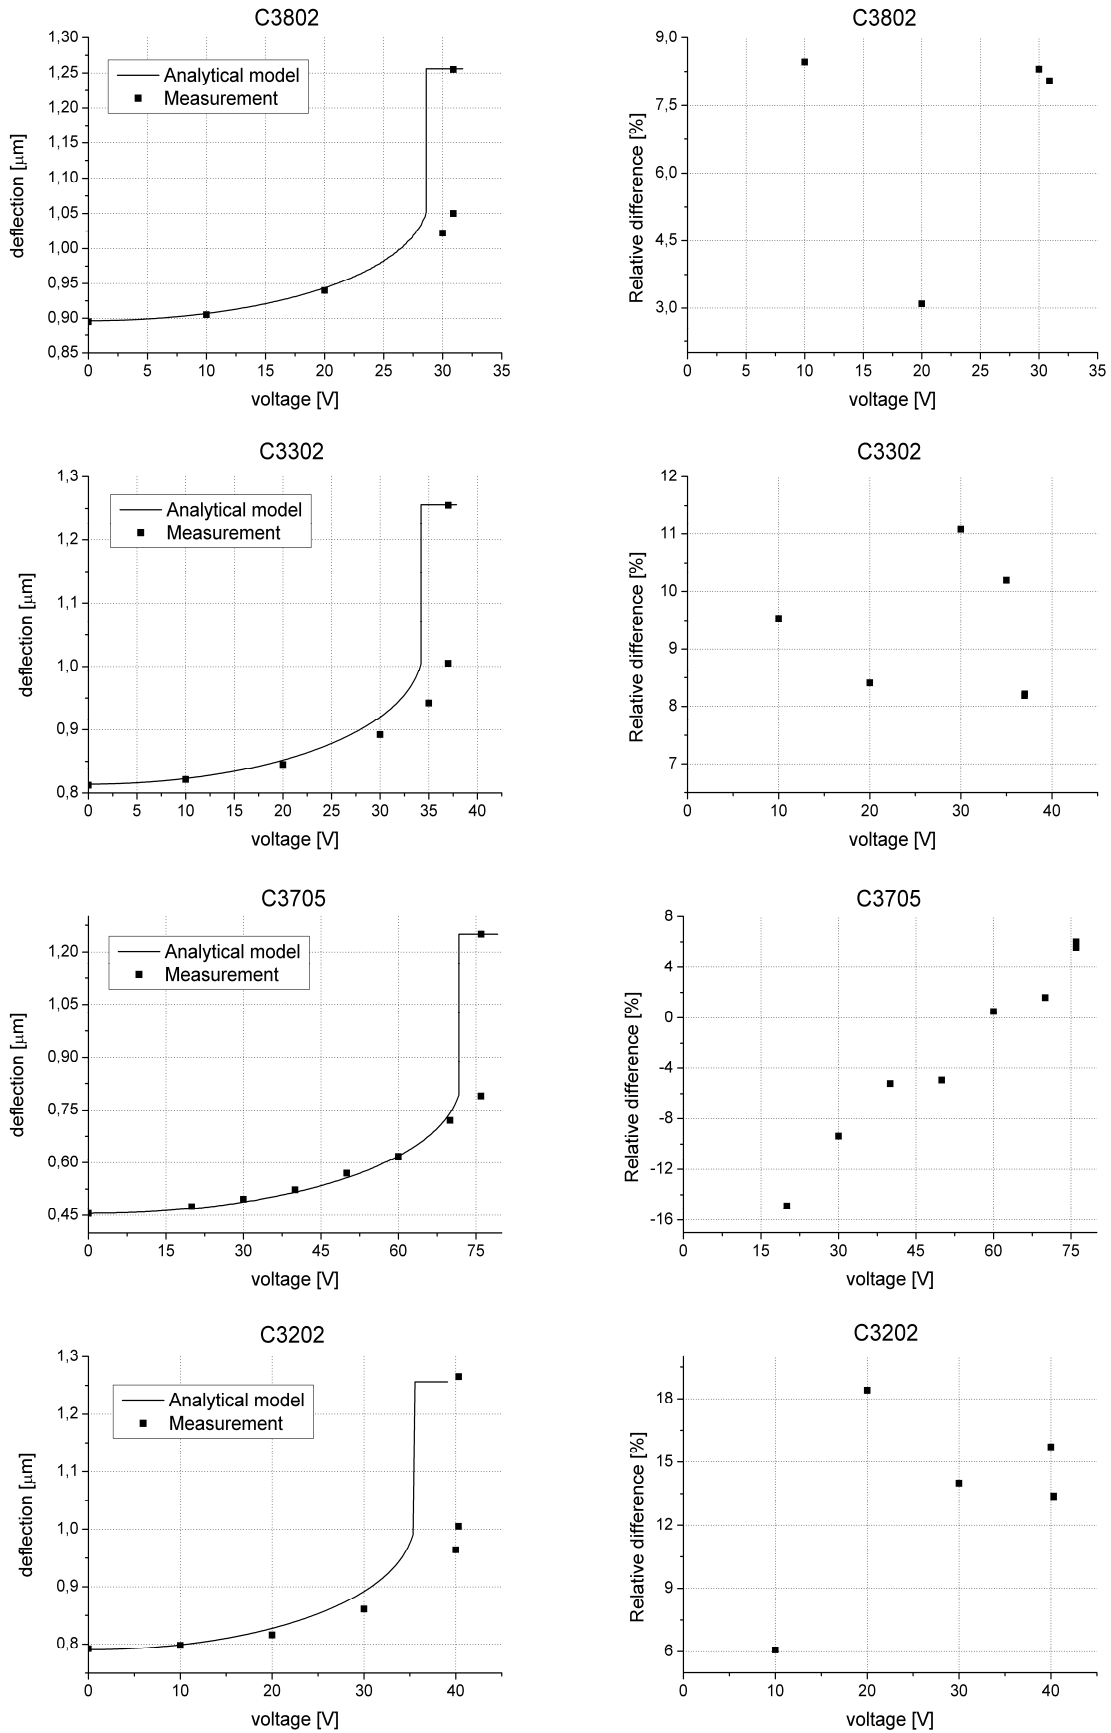 C3802
1,30
1,25
1,20
1,15
1,10
1,05
1,00
0,95
0,90
0,85
deflection [μm]
Analytical model
Measurement
0 5 10 15 20 25 30 35
voltage [V]
C3802
9,0
7,5
6,0
4,5
3,0
Relative difference [%]
0 5 10 15 20 25 30 35
voltage [V]
C3302
1,3
1,2
1,1
1,0
0,9
0,8
deflection [μm]
Analytical model
Measurement
0 5 10 15 20 25 30 35 40
voltage [V]
C3302
12
11
10
9
8
7
Relative difference [%]
0 10 20 30 40
voltage [V]
C3705
1,20
1,05
0,90
0,75
0,60
0,45
deflection [μm]
Analytical model
Measurement
0 15 30 45 60 75
voltage [V]
C3705
8
4
0
-4
-8
-12
-16
Relative difference [%]
0 15 30 45 60 75
voltage [V]
C3202
1,3
1,2
1,1
1,0
0,9
0,8
deflection [μm]
Analytical model
Measurement
0 10 20 30 40
voltage [V]
C3202
18
15
12
9
6
Relative difference [%]
0 10 20 30 40
voltage [V]